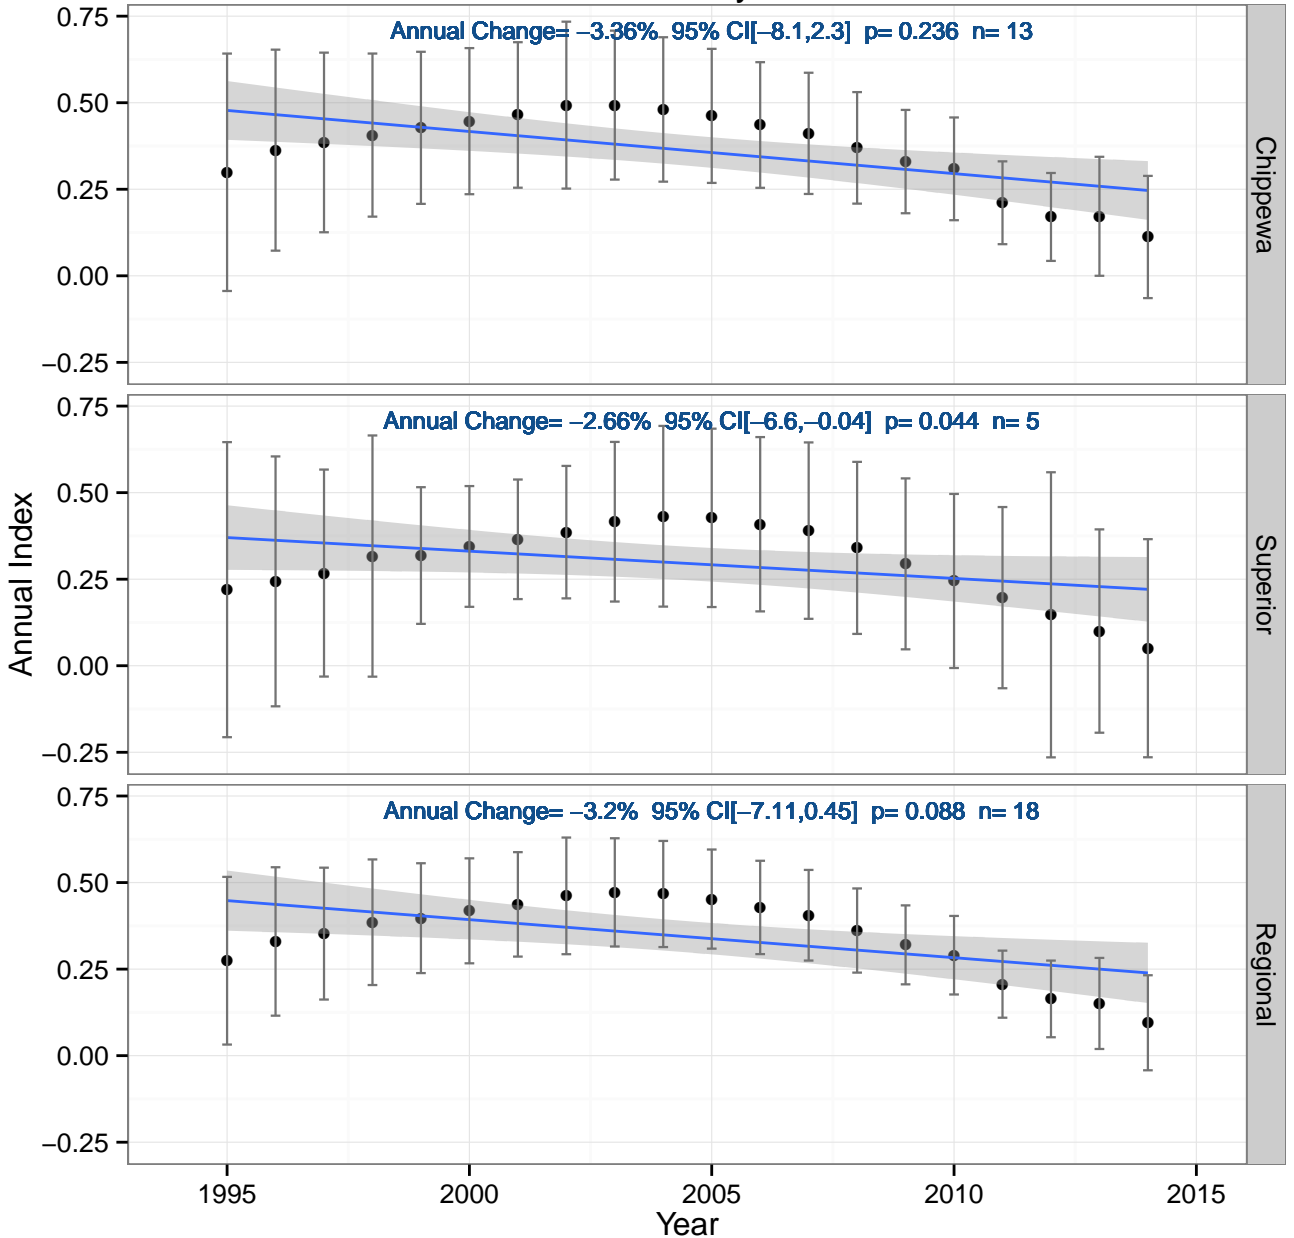 0.75
Annual Change= −3.36%  95% CI[−8.1,2.3]  p= 0.236  n= 13
0.50
0.25
0.00
−0.25
Chippewa
0.75
Annual Change= −2.66%  95% CI[−6.6,−0.04]  p= 0.044  n= 5
0.50
0.25
0.00
−0.25
Superior
Annual Index
0.75
Annual Change= −3.2%  95% CI[−7.11,0.45]  p= 0.088  n= 18
0.50
0.25
0.00
−0.25
Regional
1995 2000 2005 2010 2015
Year